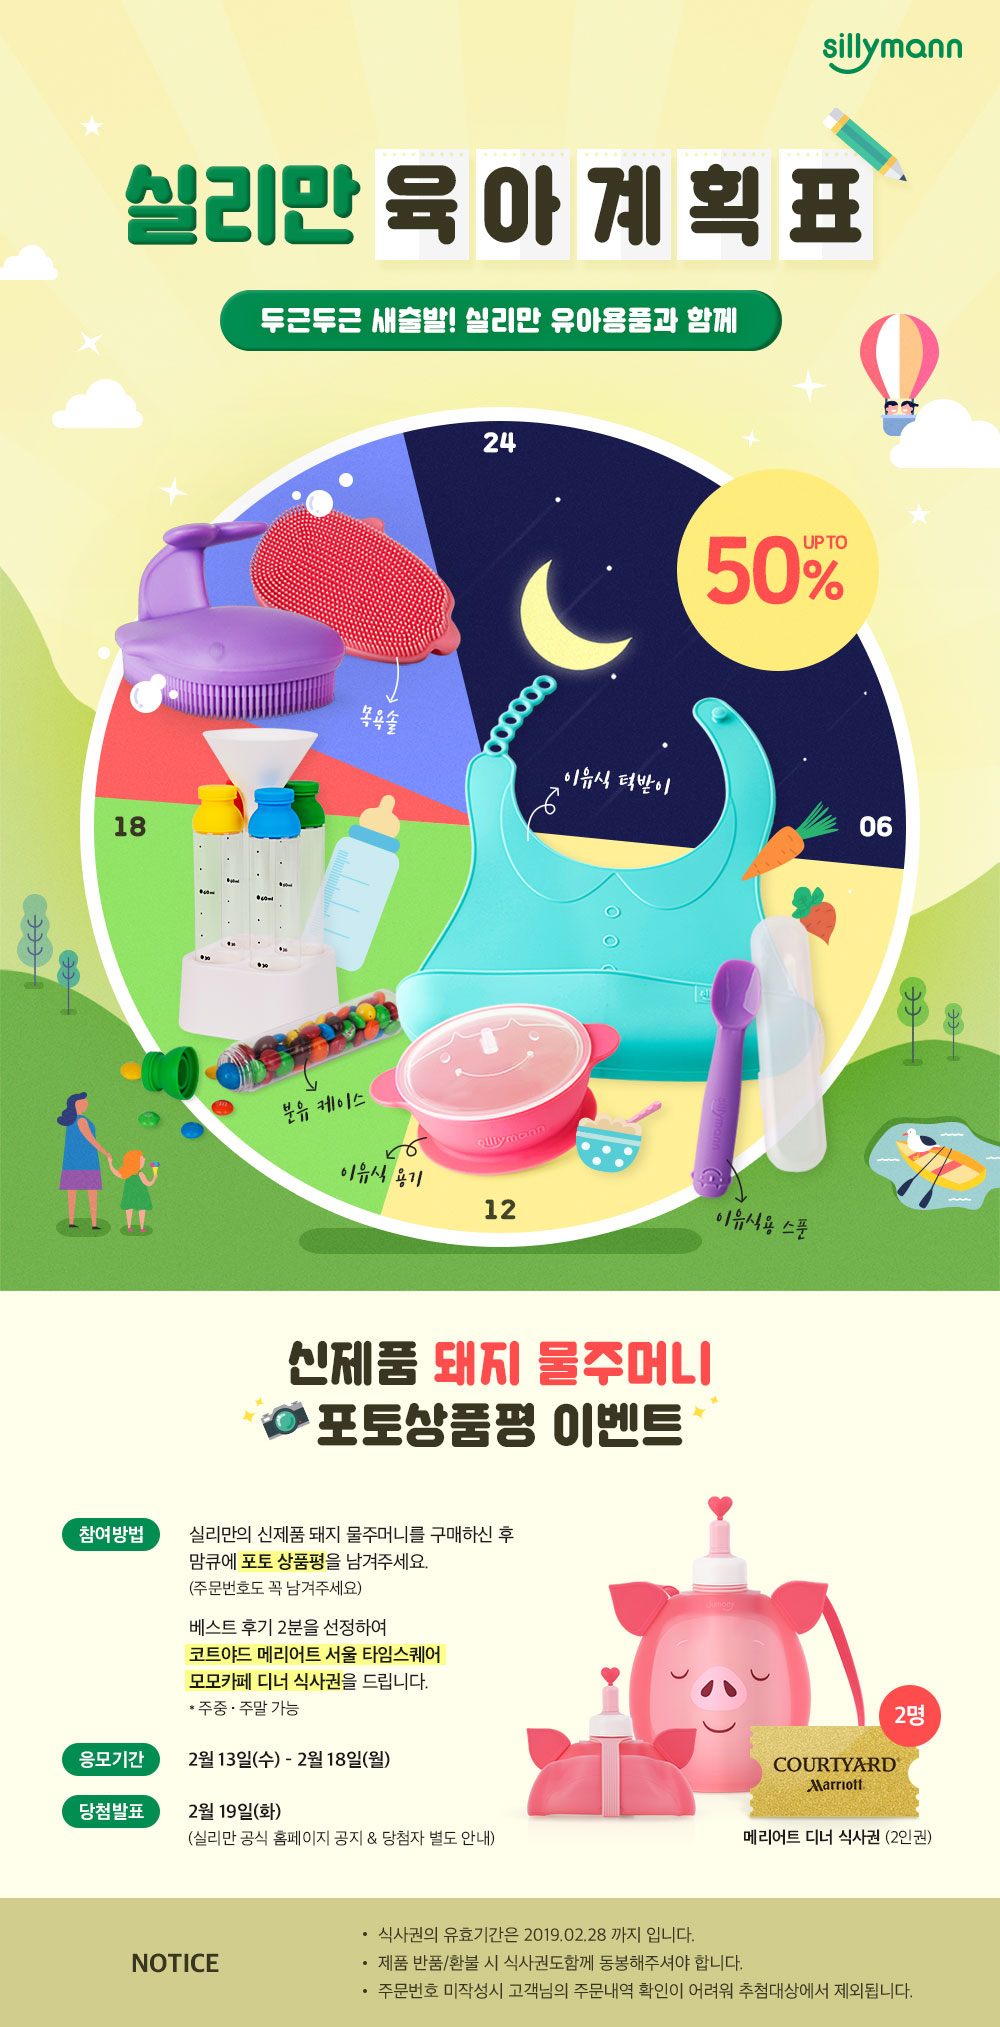 sillymann
실리만 육아계획표
두근두근 새출발! 실리만 유아용품과 함께
24
UP TO
50%
목욕솔
이유식 턱받이
18
06
60ml
60ml
60ml
60ml
30
30
30
30
분유 케이스
sillymann
이유식 용기
12
이유식용 스푼
신제품 돼지 물주머니
포토상품평 이벤트
참여방법
실리만의 신제품 돼지 물주머니를 구매하신 후
맘큐에 포토 상품평을 남겨주세요.
(주문번호도 꼭 남겨주세요)
베스트 후기 2분을 선정하여
코트야드 메리어트 서울 타임스퀘어
모모카페 디너 식사권을 드립니다.
* 주중 · 주말 가능
응모기간
2월 13일(수) - 2월 18일(월)
당첨발표
2월 19일(화)
(실리만 공식 홈페이지 공지 & 당첨자 별도 안내)
2명
COURTYARD®
Marriott
메리어트 디너 식사권 (2인권)
NOTICE
• 식사권의 유효기간은 2019.02.28 까지 입니다.
• 제품 반품/환불 시 식사권도함께 동봉해주셔야 합니다.
• 주문번호 미작성시 고객님의 주문내역 확인이 어려워 추첨대상에서 제외됩니다.